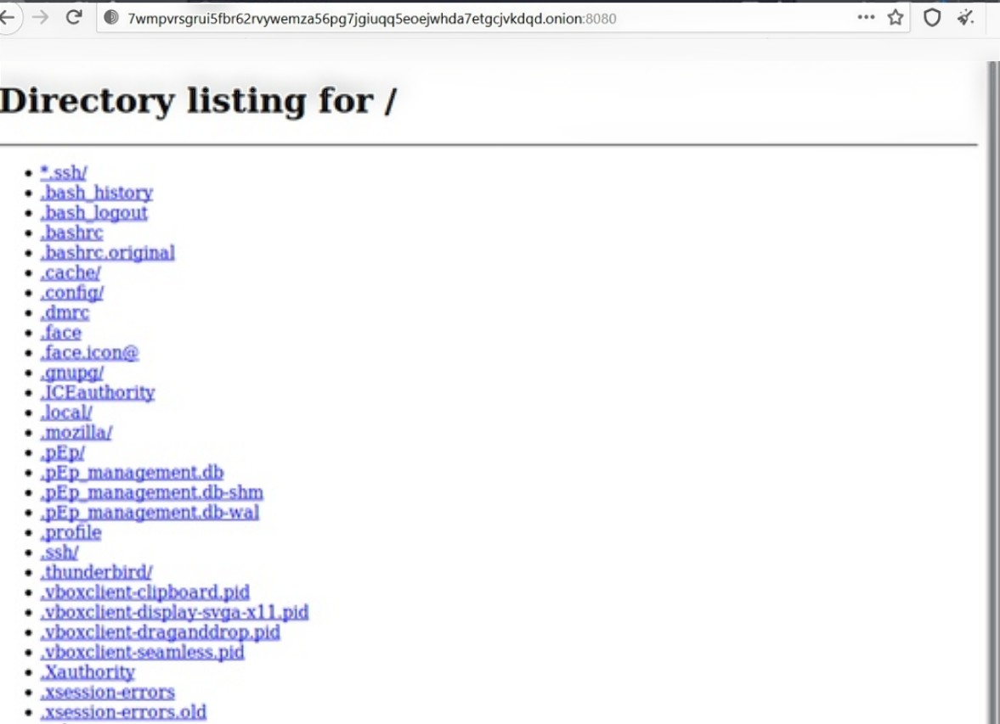 7wmpvrsgrui5fbr62rvywemza56pg7jgiuqq5eoejwhda7etgcjvkdqd.onion:8080
Directory listing for /
*.ssh/
.bash_history
.bash_logout
.bashrc
.bashrc.original
.cache/
.config/
.dmrc
.face
.face.icon@
.gnupg/
.ICEauthority
.local/
.mozilla/
.pEp/
.pEp_management.db
.pEp_management.db-shm
.pEp_management.db-wal
.profile
.ssh/
.thunderbird/
.vboxclient-clipboard.pid
.vboxclient-display-svga-x11.pid
.vboxclient-draganddrop.pid
.vboxclient-seamless.pid
.Xauthority
.xsession-errors
.xsession-errors.old